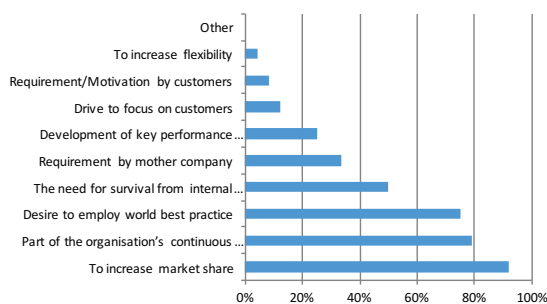 Other
To increase flexibility
Requirement/Motivation by customers
Drive to focus on customers
Development of key performance ...
Requirement by mother company
The need for survival from internal ...
Desire to employ world best practice
Part of the organisation's continuous ...
To increase market share
0% 20% 40% 60% 80% 100%